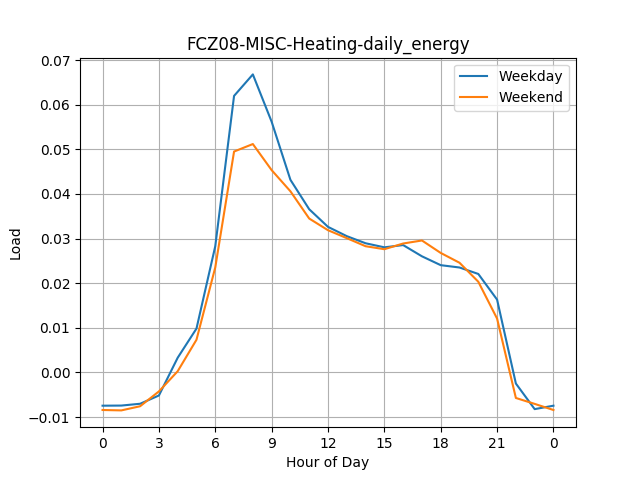 FCZ08-MISC-Heating-daily_energy
Weekday
Weekend
0.07
0.06
0.05
0.04
0.03
0.02
0.01
0.00
−0.01
Load
0 3 6 9 12 15 18 21 0
Hour of Day